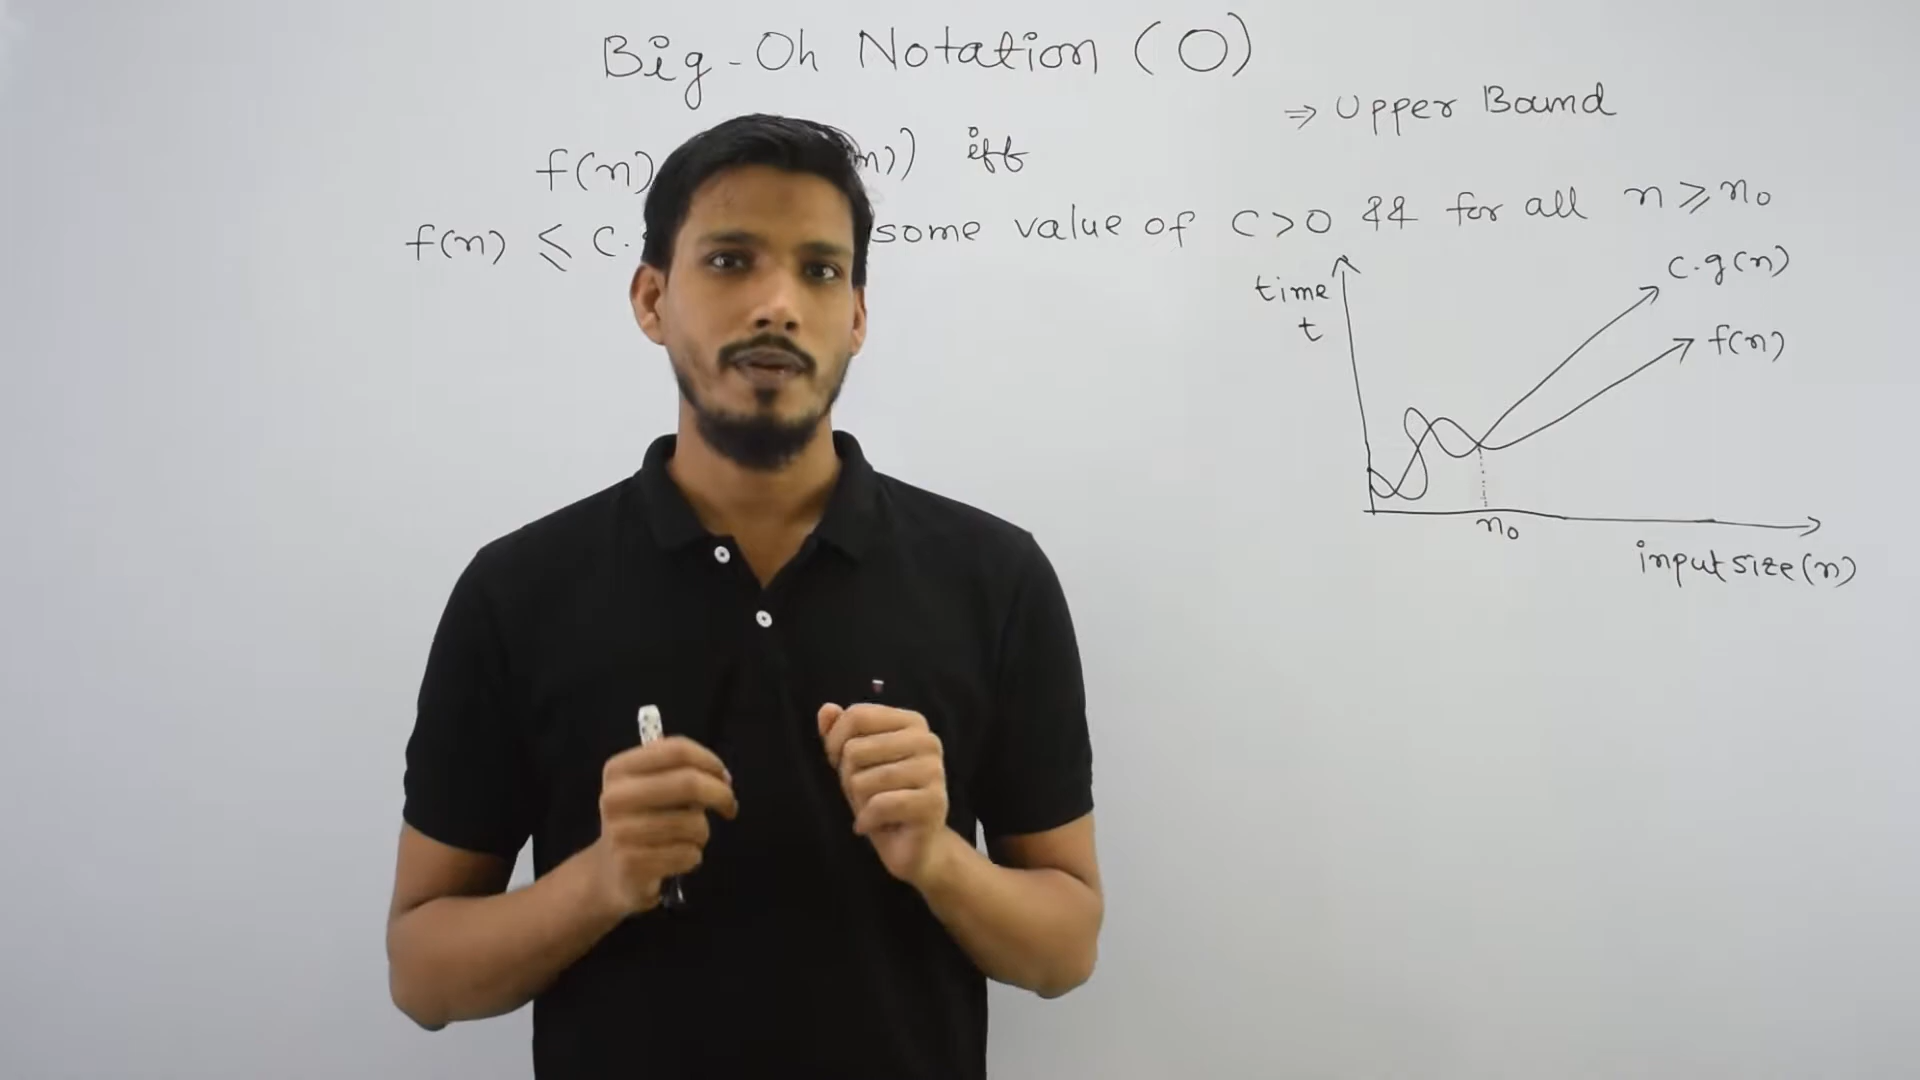 Big-Oh Notation (O)
⇒ Upper Bound
f(n) n)) iff
f(n) ≤ c. some value of C>0 && for all n ≥ n₀
c.g(n)
time
t
f(n)
n₀
input size(n)